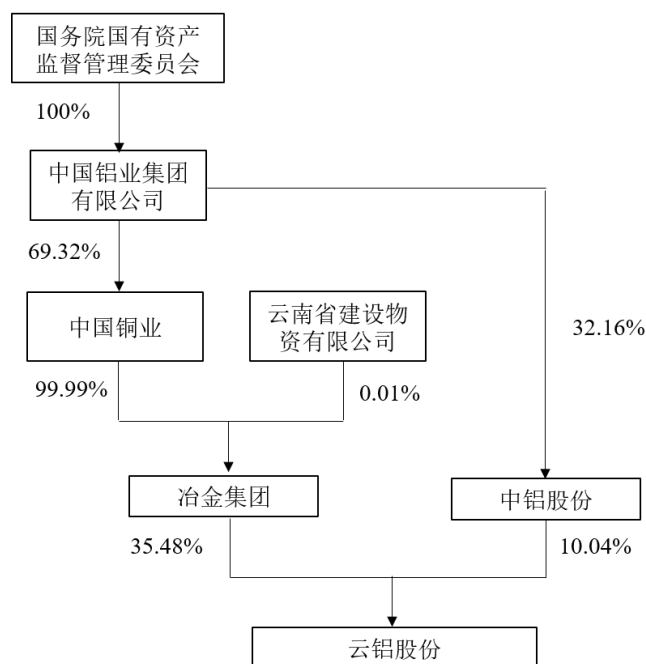 国务院国有资产
监督管理委员会
100%
中国铝业集团
有限公司
69.32%
中国铜业
云南省建设物
资有限公司
32.16%
99.99%
0.01%
冶金集团
中铝股份
35.48%
10.04%
云铝股份